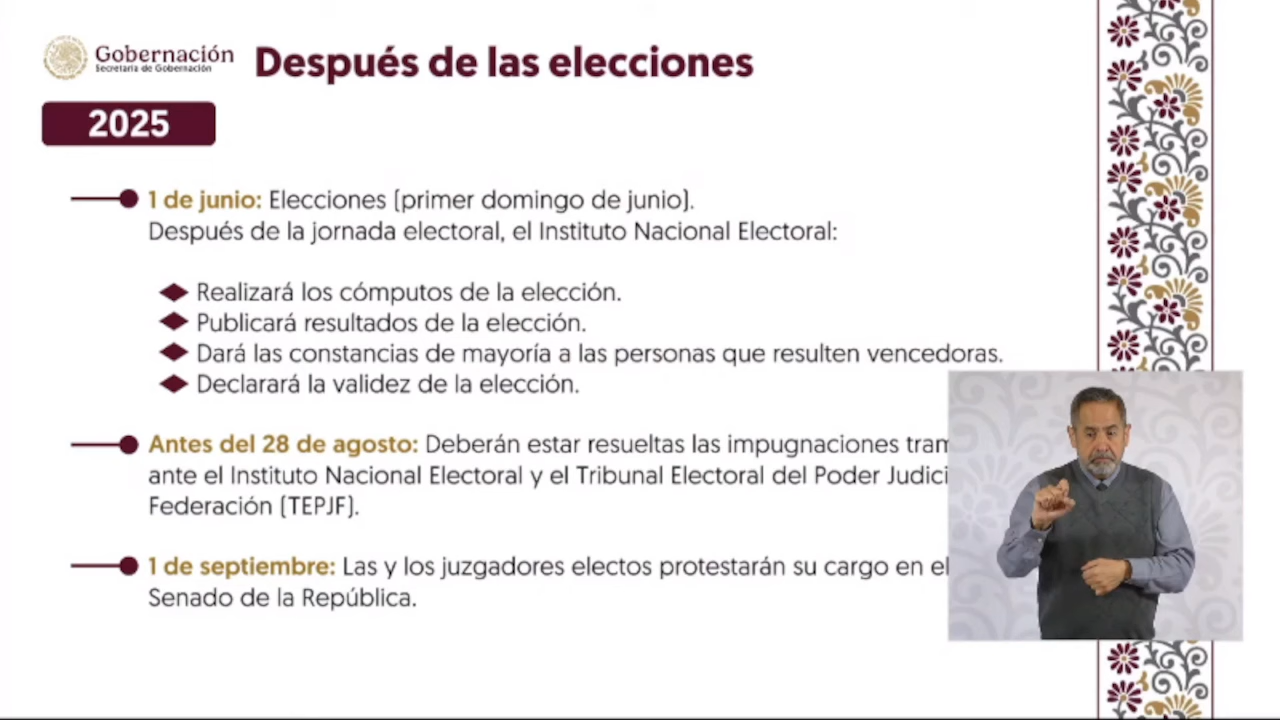 Gobernación
Secretaría de Gobernación
Después de las elecciones
2025
1 de junio: Elecciones (primer domingo de junio).
Después de la jornada electoral, el Instituto Nacional Electoral:
Realizará los cómputos de la elección.
Publicará resultados de la elección.
Dará las constancias de mayoría a las personas que resulten vencedoras.
Declarará la validez de la elección.
Antes del 28 de agosto: Deberán estar resueltas las impugnaciones
ante el Instituto Nacional Electoral y el Tribunal Electoral del Poder
Federación (TEPJF).
1 de septiembre: Las y los juzgadores electos protestarán su cargo en el
Senado de la República.